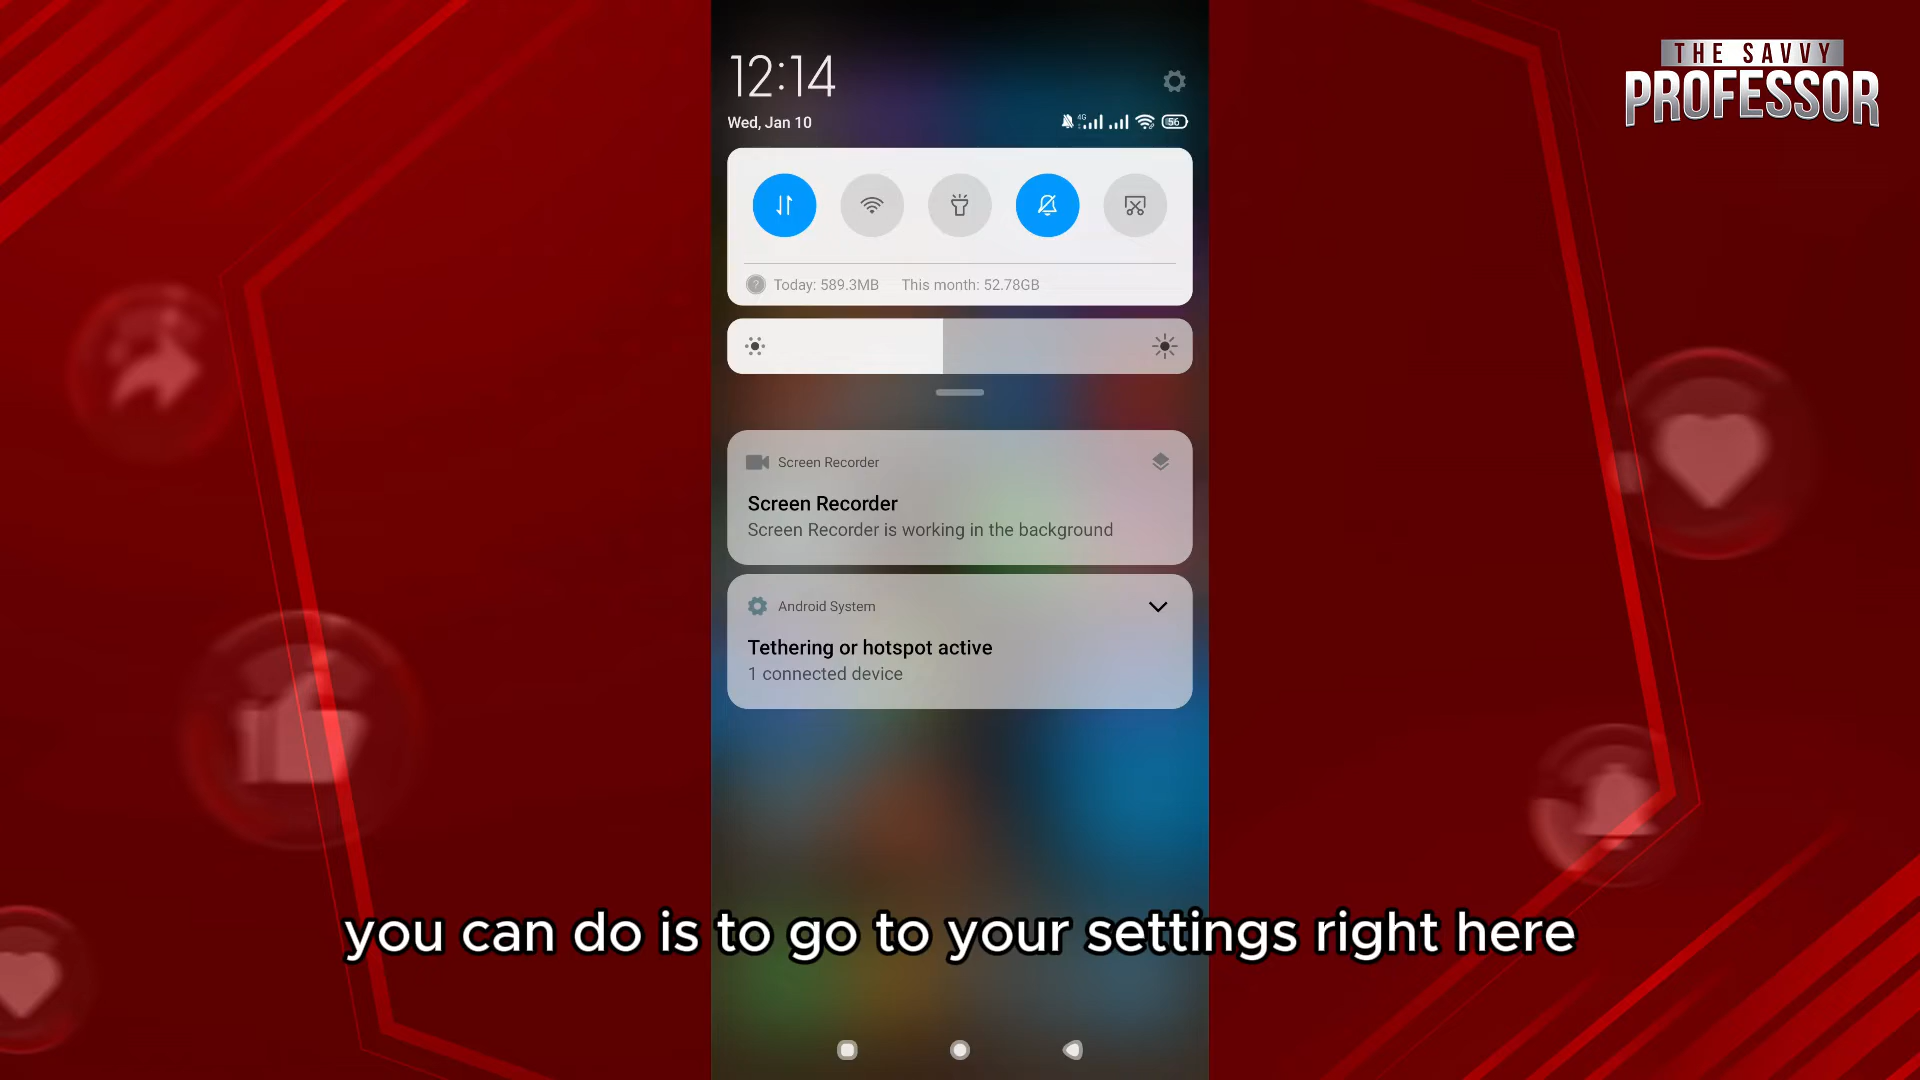 THE SAVVY
PROFESSOR
12:14
Wed, Jan 10
4G
56
Today: 589.3MB This month: 52.78GB
Screen Recorder
Screen Recorder
Screen Recorder is working in the background
Android System
Tethering or hotspot active
1 connected device
you can do is to go to your settings right here